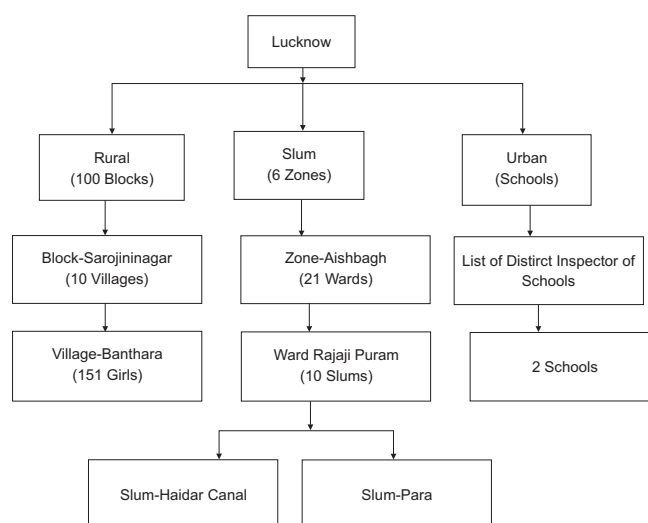 Lucknow
Rural
(100 Blocks)
Slum
(6 Zones)
Urban
(Schools)
Block-Sarojininagar
(10 Villages)
Zone-Aishbagh
(21 Wards)
List of Distirct Inspector of
Schools
Village-Banthara
(151 Girls)
Ward Rajaji Puram
(10 Slums)
2 Schools
Slum-Haidar Canal
Slum-Para